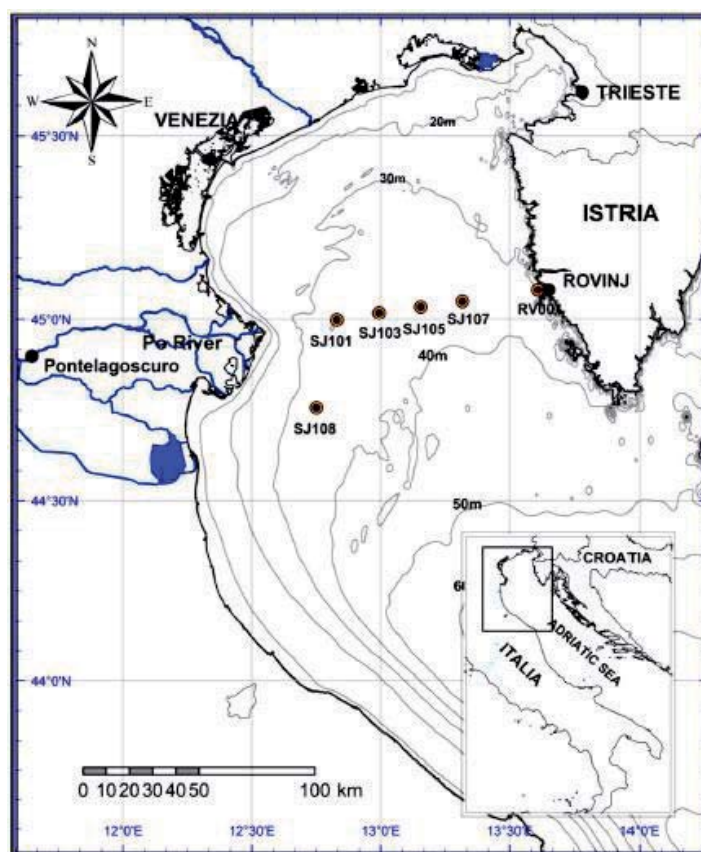 N
W
E
S
TRIESTE
VENEZIA
45°30'N
20m
30m
ISTRIA
ROVINJ
SJ107
SJ105
SJ103
SJ101
45°0'N
Po River
Pontelagoscuro
40m
SJ108
44°30'N
50m
CROATIA
ADRIATIC SEA
ITALIA
44°0'N
0 10 20 30 40 50 100 km
12°0'E 12°30'E 13°0'E 13°30'E 14°0'E